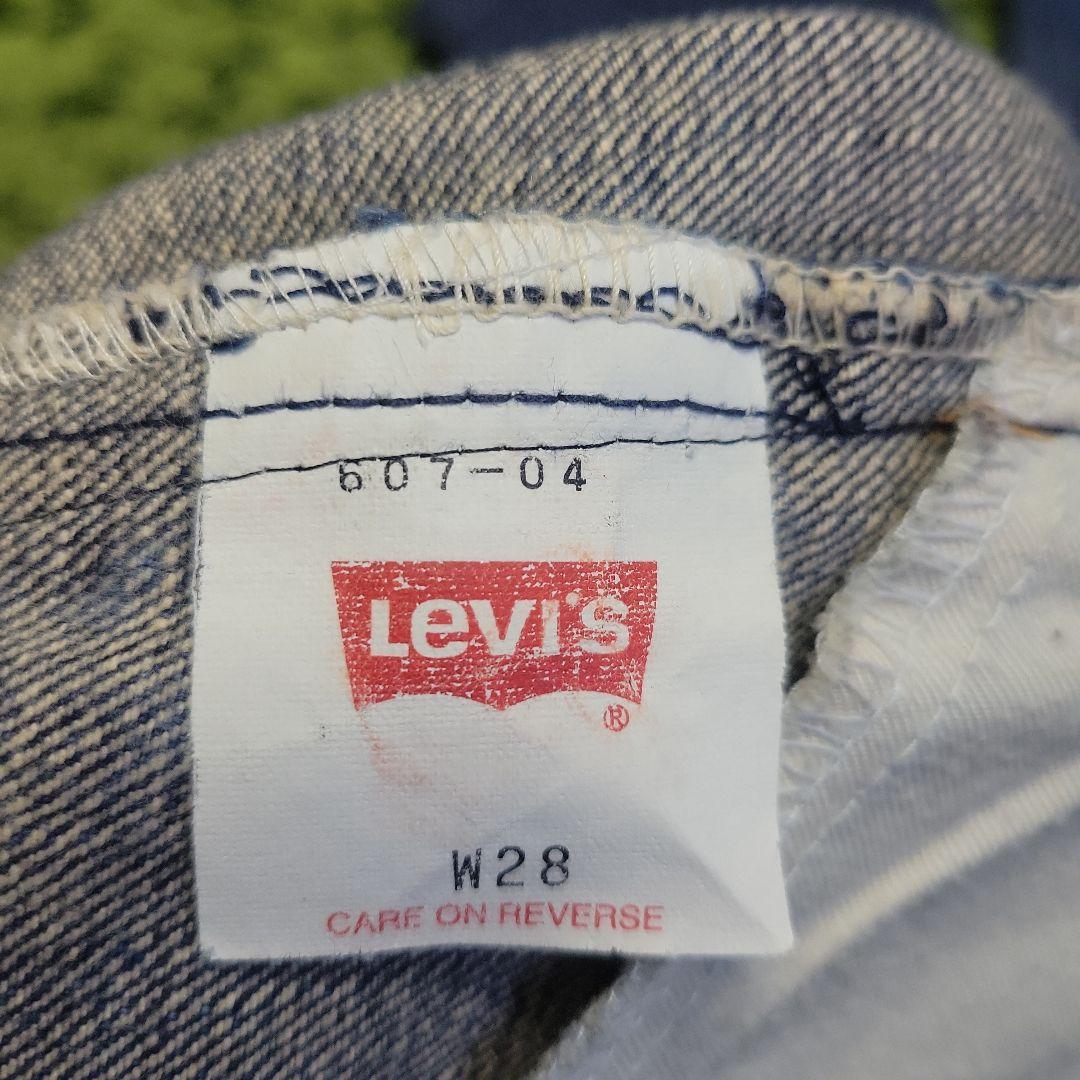 607-04
Levi's
®
W28
CARE ON REVERSE